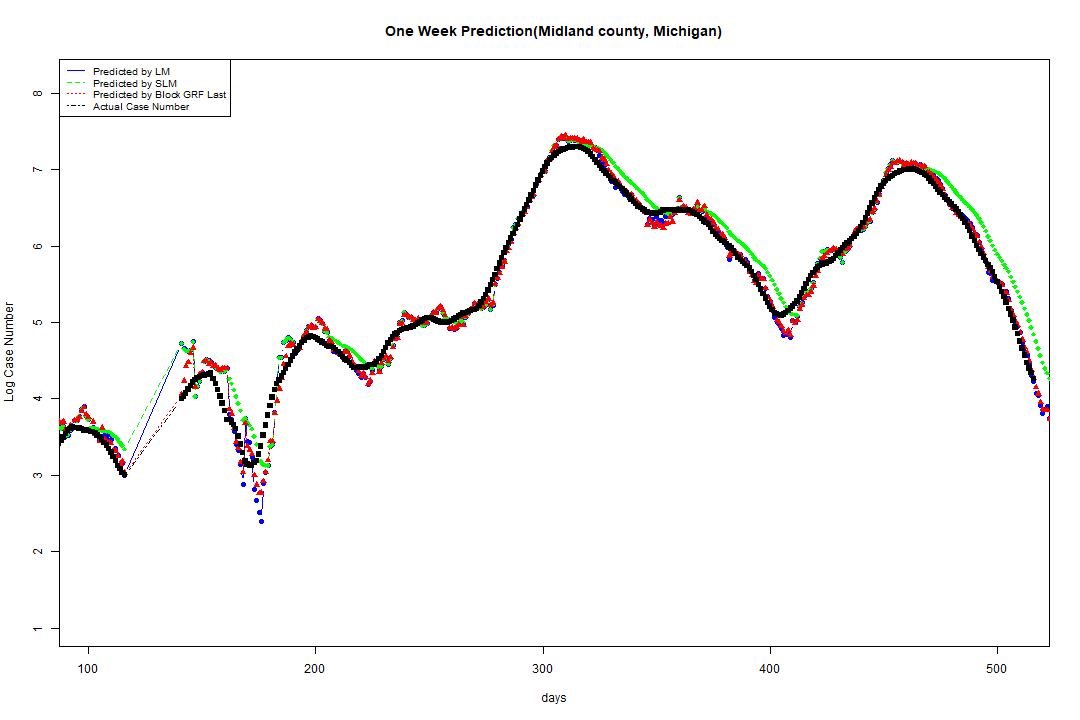 One Week Prediction(Midland county, Michigan)
Predicted by LM
Predicted by SLM
Predicted by Block GRF Last
Actual Case Number
8
7
6
5
4
3
2
1
Log Case Number
100 200 300 400 500
days